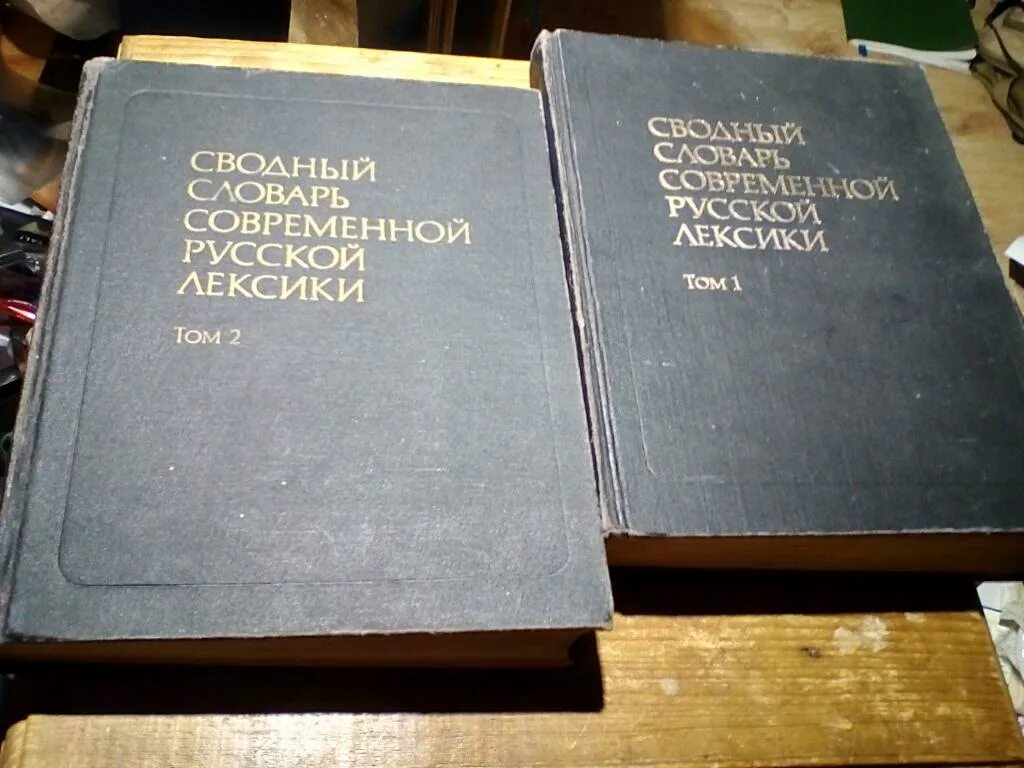 СВОДНЫЙ
СЛОВАРЬ
СОВРЕМЕННОЙ
РУССКОЙ
ЛЕКСИКИ
Том 2
СВОДНЫЙ
СЛОВАРЬ
СОВРЕМЕННОЙ
РУССКОЙ
ЛЕКСИКИ
Том 1